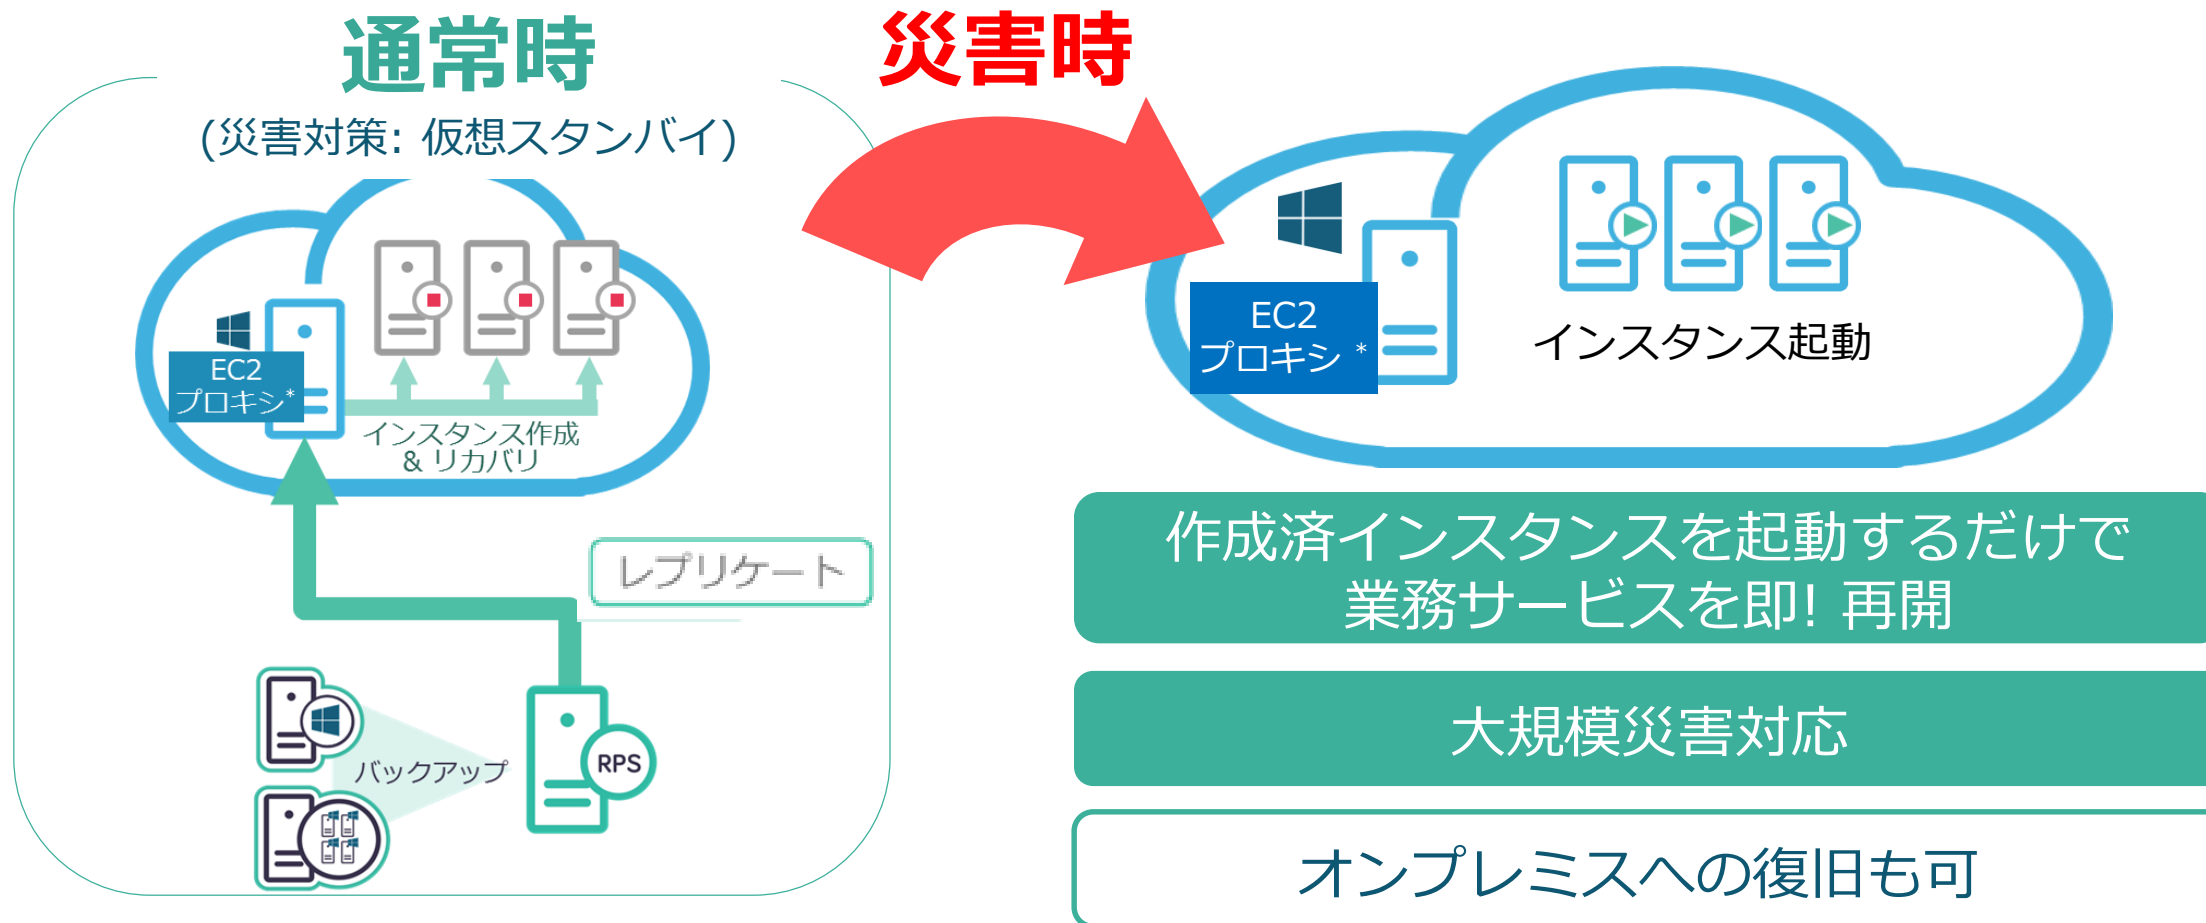 通常時
(災害対策: 仮想スタンバイ)
EC2
プロキシ*
インスタンス作成
& リカバリ
レプリケート
バックアップ
RPS
災害時
EC2
プロキシ *
インスタンス起動
作成済インスタンスを起動するだけで
業務サービスを即! 再開
大規模災害対応
オンプレミスへの復旧も可